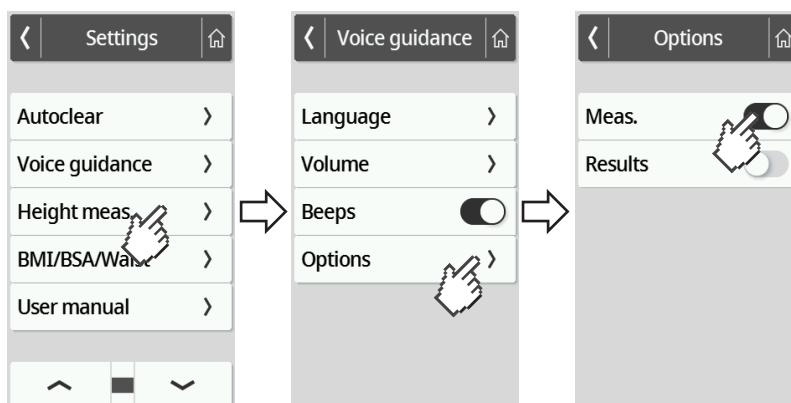 Settings
Autoclear
Voice guidance
Height meas.
BMI/BSA/Waist
User manual
Voice guidance
Language
Volume
Beeps
Options
Options
Meas.
Results